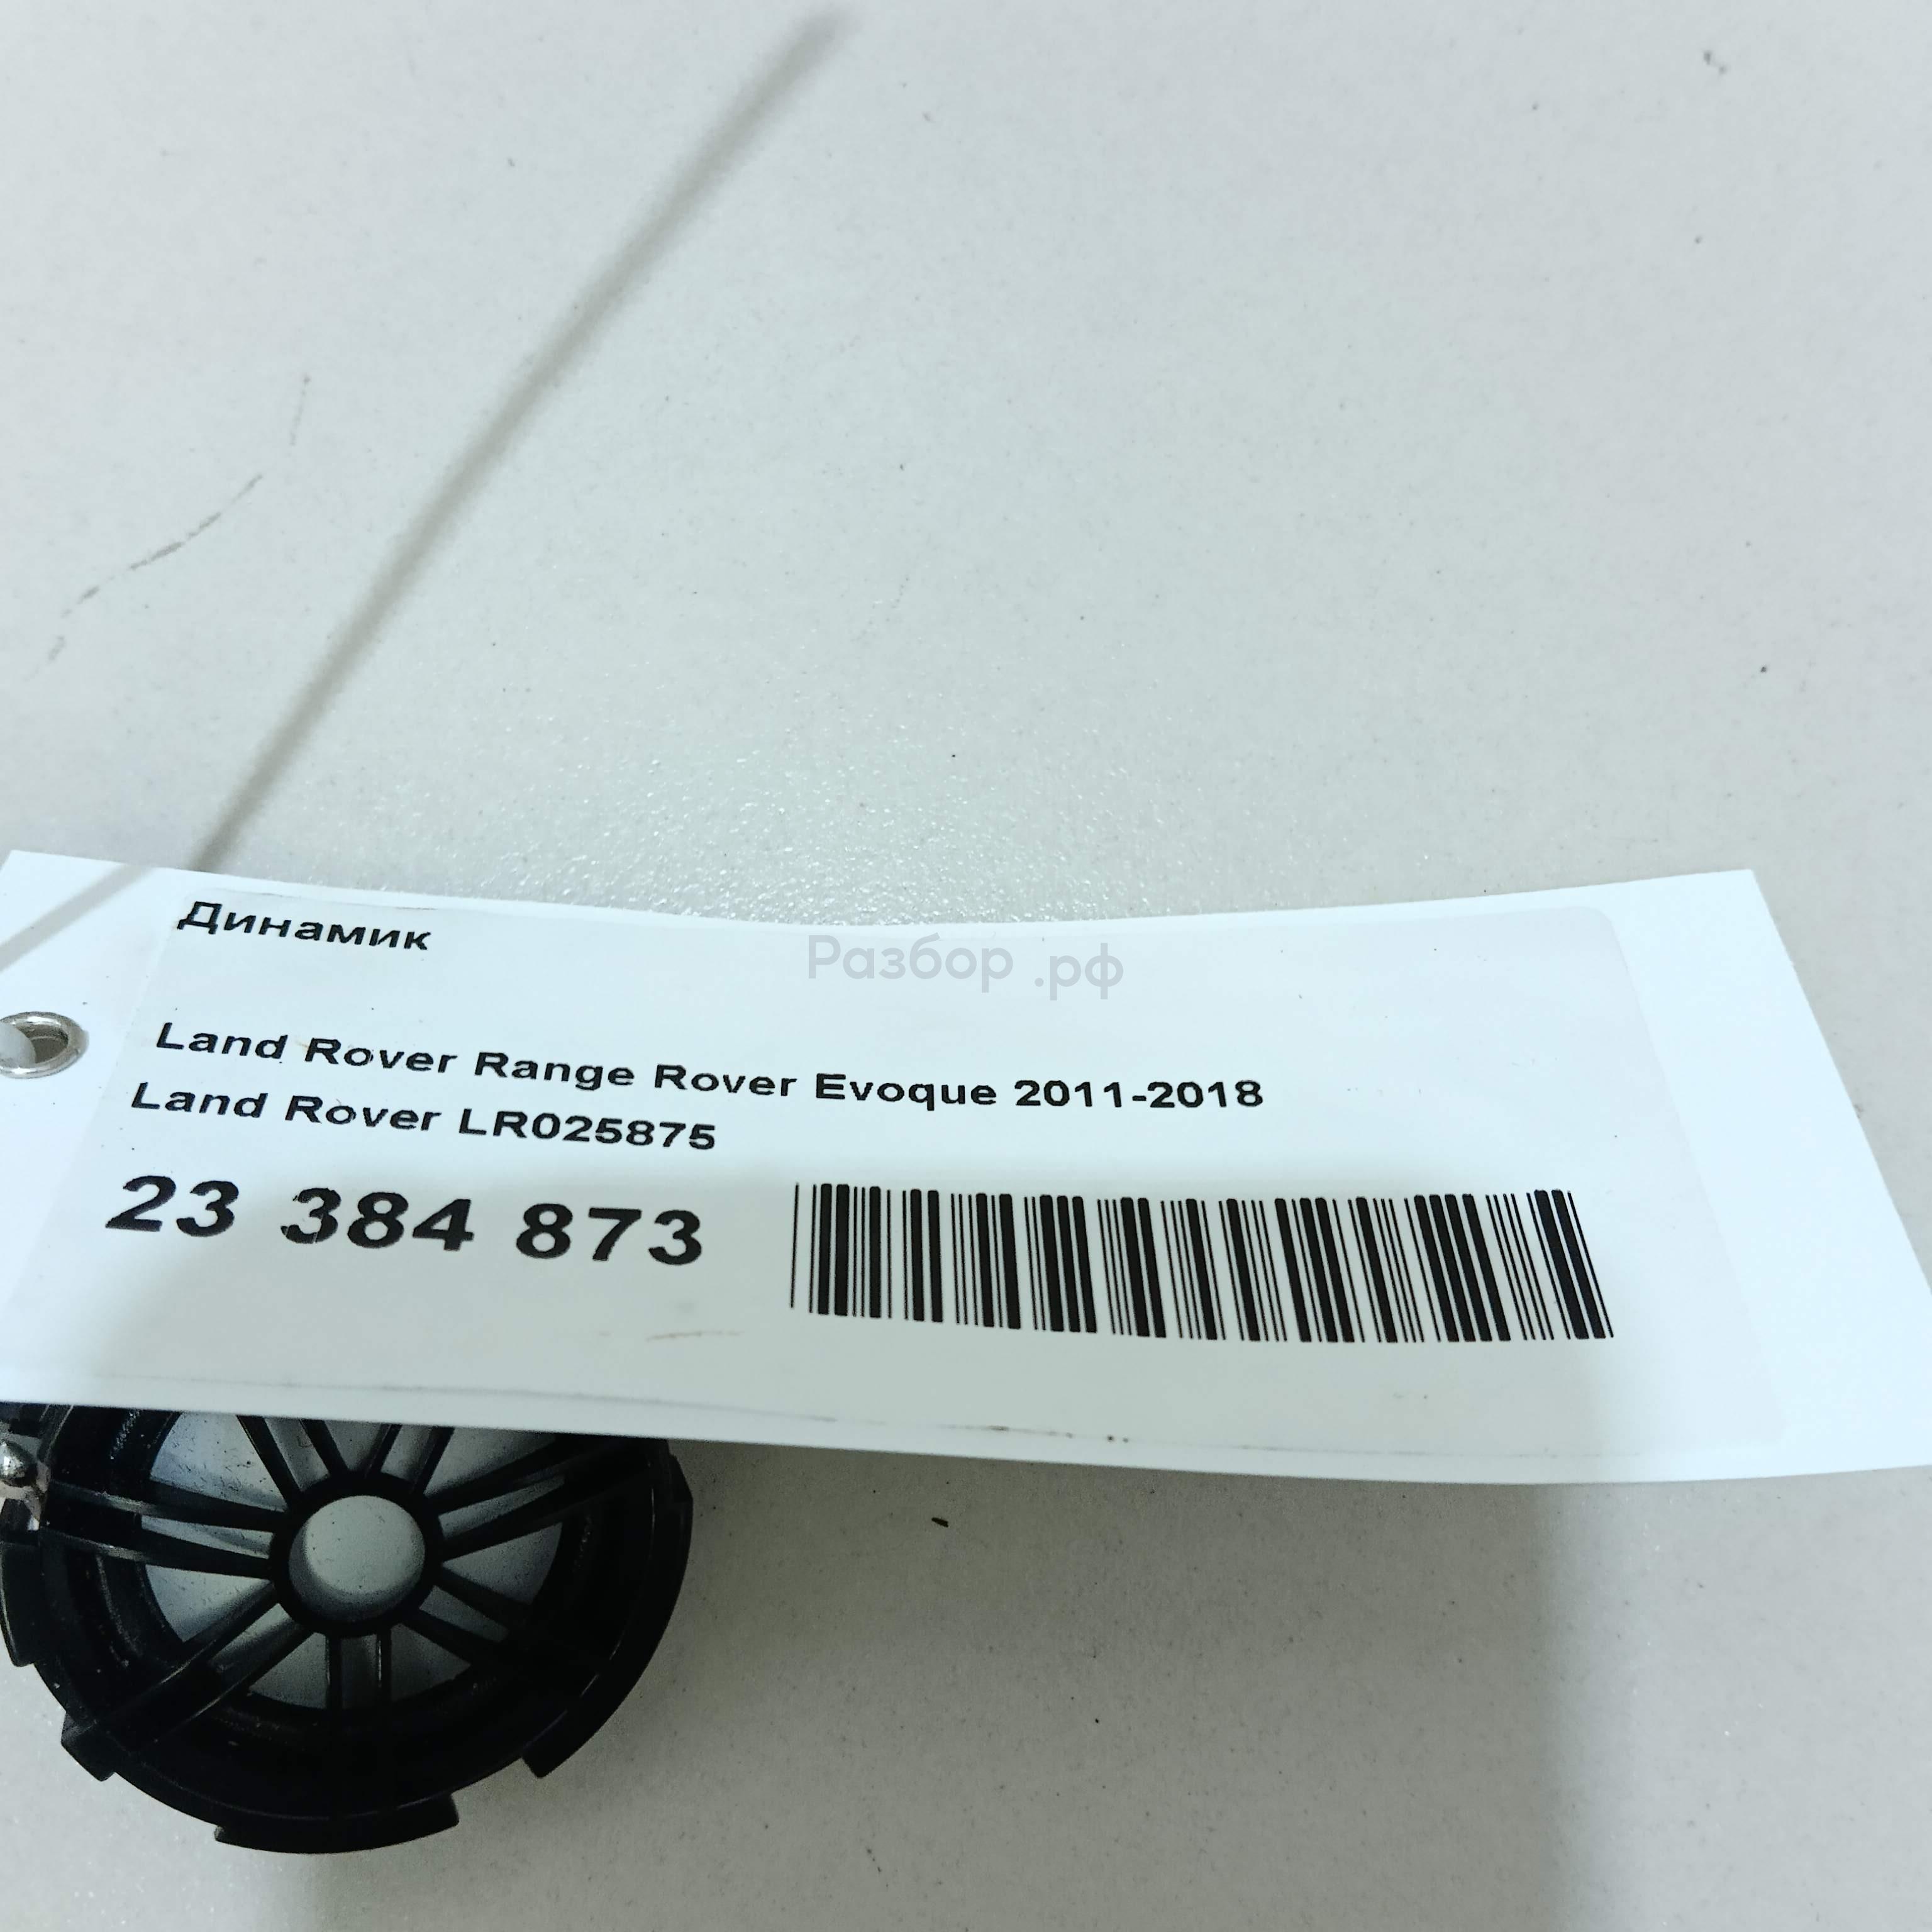 Динамик
Разбор .рф
Land Rover Range Rover Evoque 2011-2018
Land Rover LR025875
23 384 873